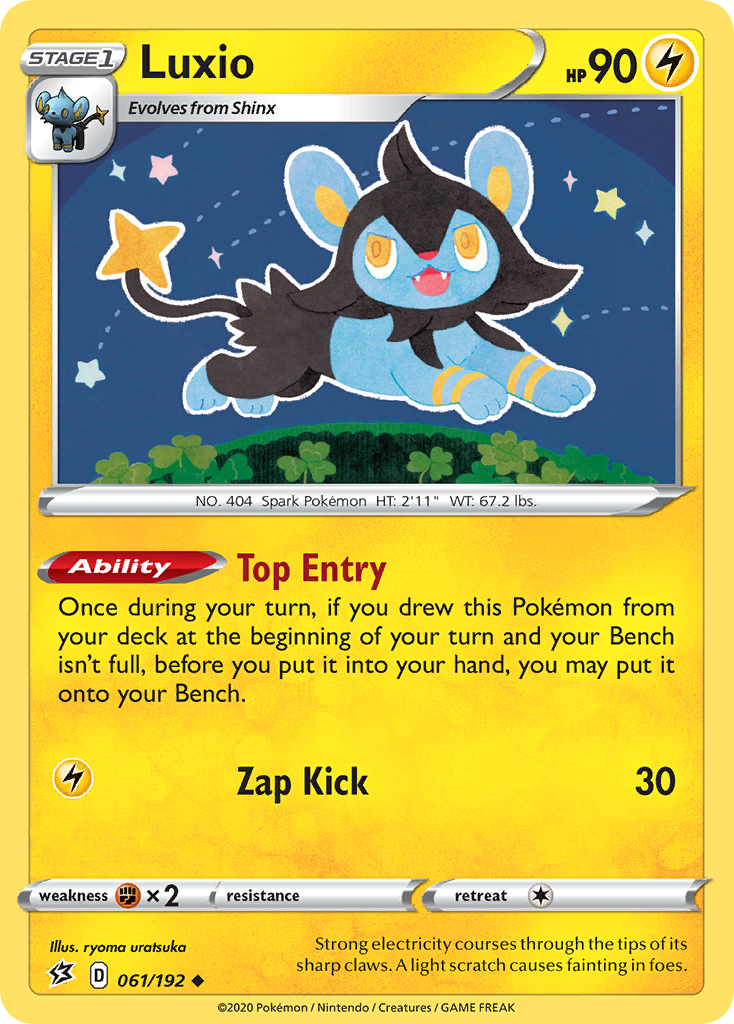 STAGE 1
Luxio
HP 90
Evolves from Shinx
NO. 404 Spark Pokémon HT: 2'11" WT: 67.2 lbs.
Ability Top Entry
Once during your turn, if you drew this Pokémon from
your deck at the beginning of your turn and your Bench
isn't full, before you put it into your hand, you may put it
onto your Bench.
Zap Kick 30
weakness ×2 resistance retreat
Illus. ryoma uratsuka
Strong electricity courses through the tips of its
sharp claws. A light scratch causes fainting in foes.
D 061/192
©2020 Pokémon / Nintendo / Creatures / GAME FREAK